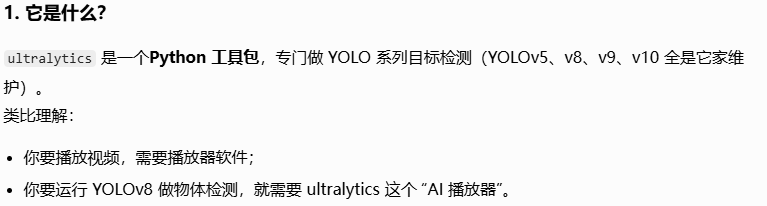 1. 它是什么？
ultralytics 是一个Python 工具包，专门做 YOLO 系列目标检测（YOLOv5、v8、v9、v10 全是它家维
护）。
类比理解：
• 你要播放视频，需要播放器软件；
• 你要运行 YOLOv8 做物体检测，就需要 ultralytics 这个 “AI 播放器”。